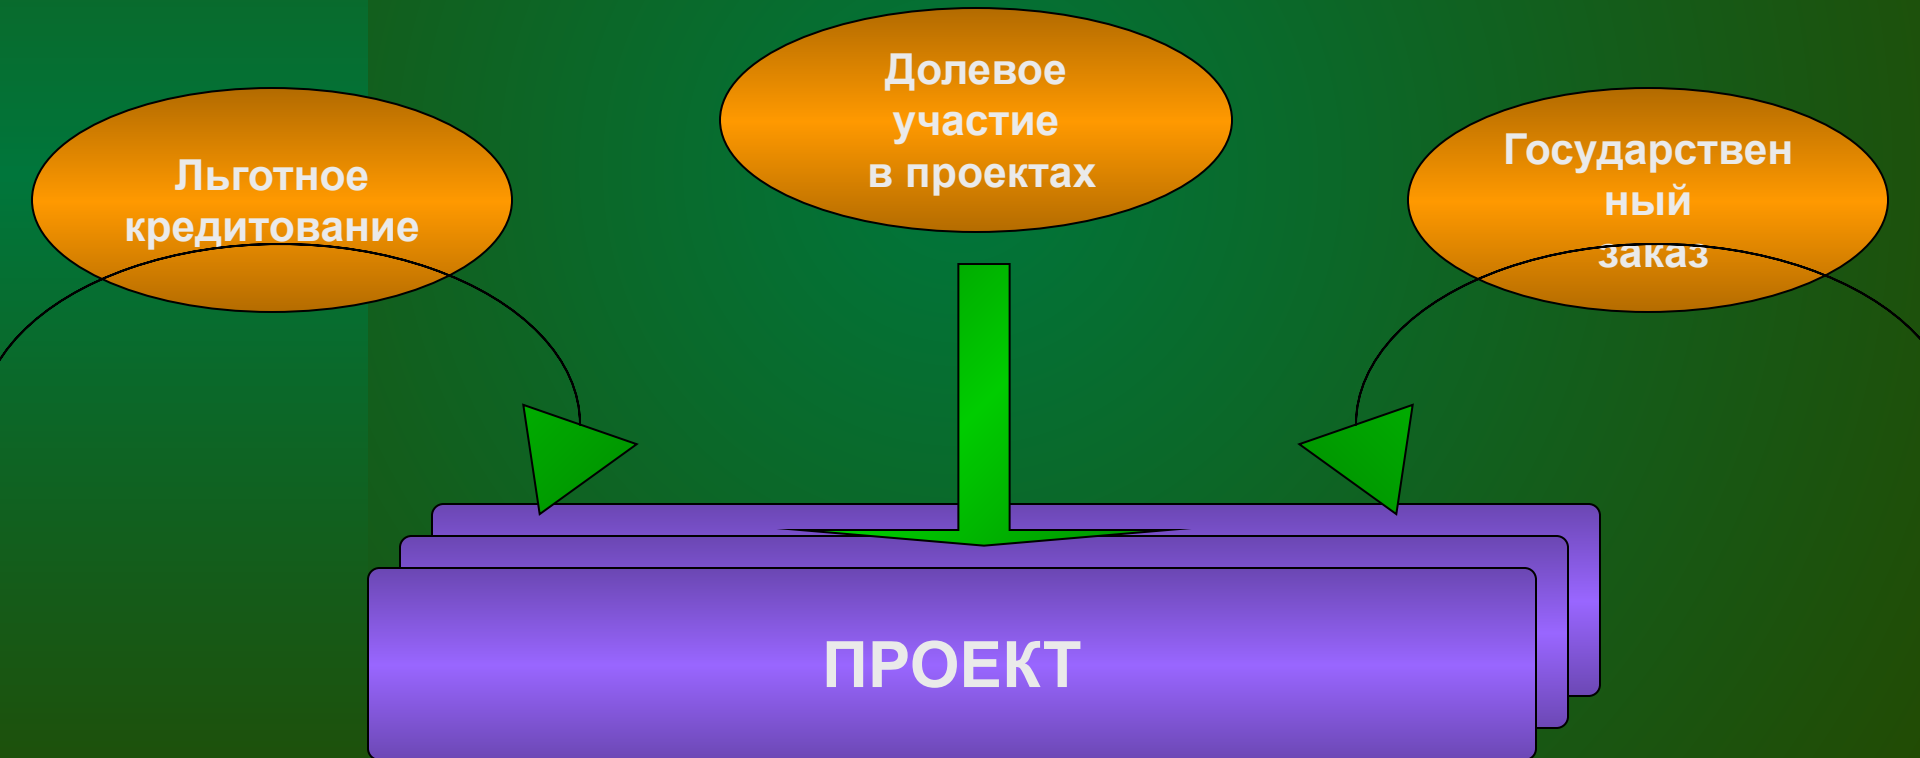 Долевое
участие
в проектах
Льготное
кредитование
Государствен
ный
заказ
ПРОЕКТ